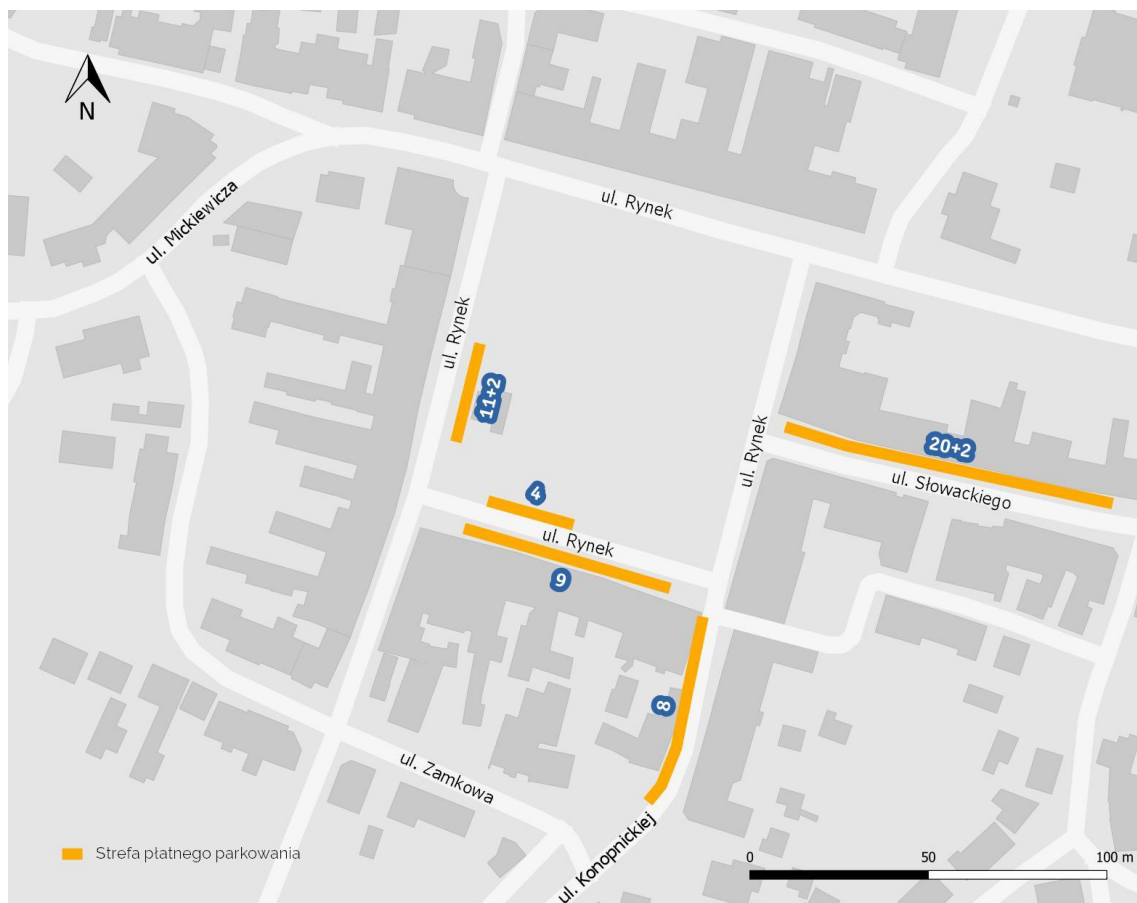 N
ul. Mickiewicza
ul. Rynek
ul. Rynek
11+2
ul. Rynek
20+2
ul. Słowackiego
4
ul. Rynek
9
8
ul. Zamkowa
ul. Konopnickiej
Strefa płatnego parkowania
0 50 100 m